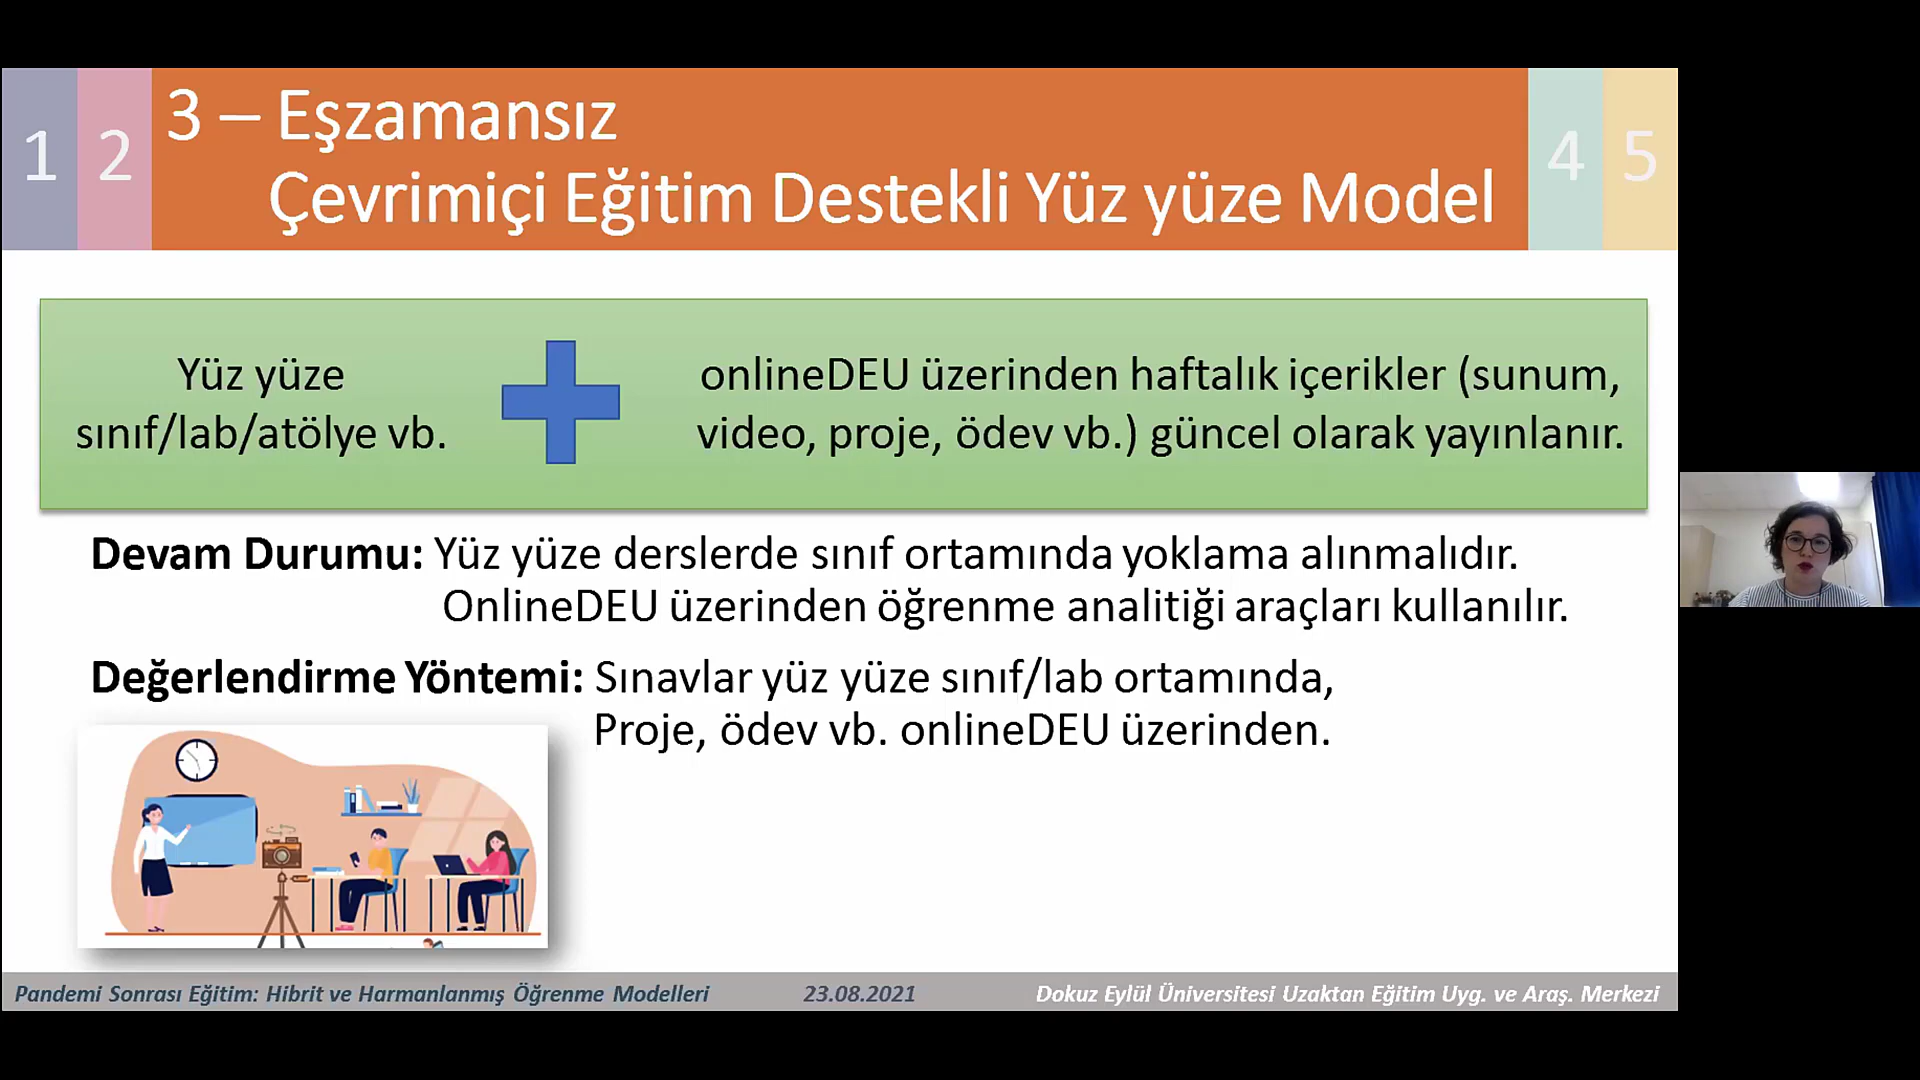 1
2
3 – Eşzamansız
Çevrimiçi Eğitim Destekli Yüz yüze Model
4
5
Yüz yüze
sınıf/lab/atölye vb.
onlineDEU üzerinden haftalık içerikler (sunum,
video, proje, ödev vb.) güncel olarak yayınlanır.
Devam Durumu: Yüz yüze derslerde sınıf ortamında yoklama alınmalıdır.
OnlineDEU üzerinden öğrenme analitiği araçları kullanılır.
Değerlendirme Yöntemi: Sınavlar yüz yüze sınıf/lab ortamında,
Proje, ödev vb. onlineDEU üzerinden.
Pandemi Sonrası Eğitim: Hibrit ve Harmanlanmış Öğrenme Modelleri
23.08.2021
Dokuz Eylül Üniversitesi Uzaktan Eğitim Uyg. ve Araş. Merkezi